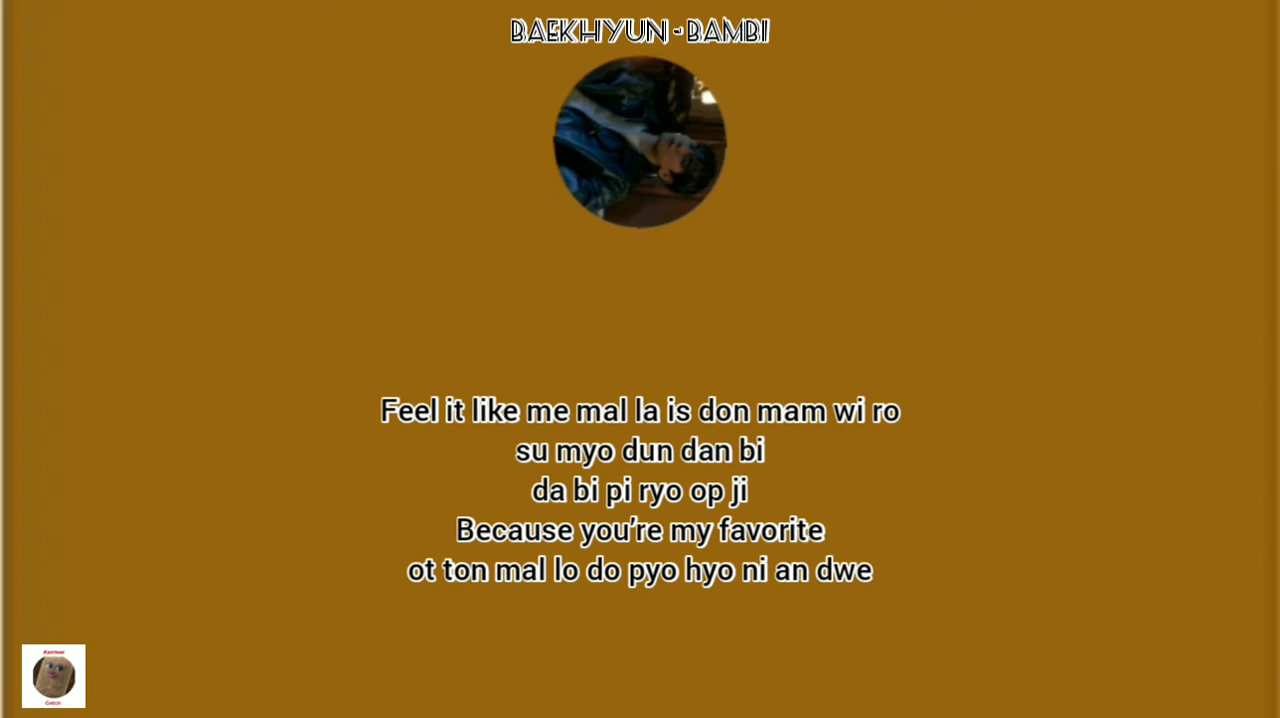 BAEKHYUN - BAMBI
Feel it like me mal la is don mam wi ro
su myo dun dan bi
da bi pi ryo op ji
Because you're my favorite
ot ton mal lo do pyo hyo ni an dwe